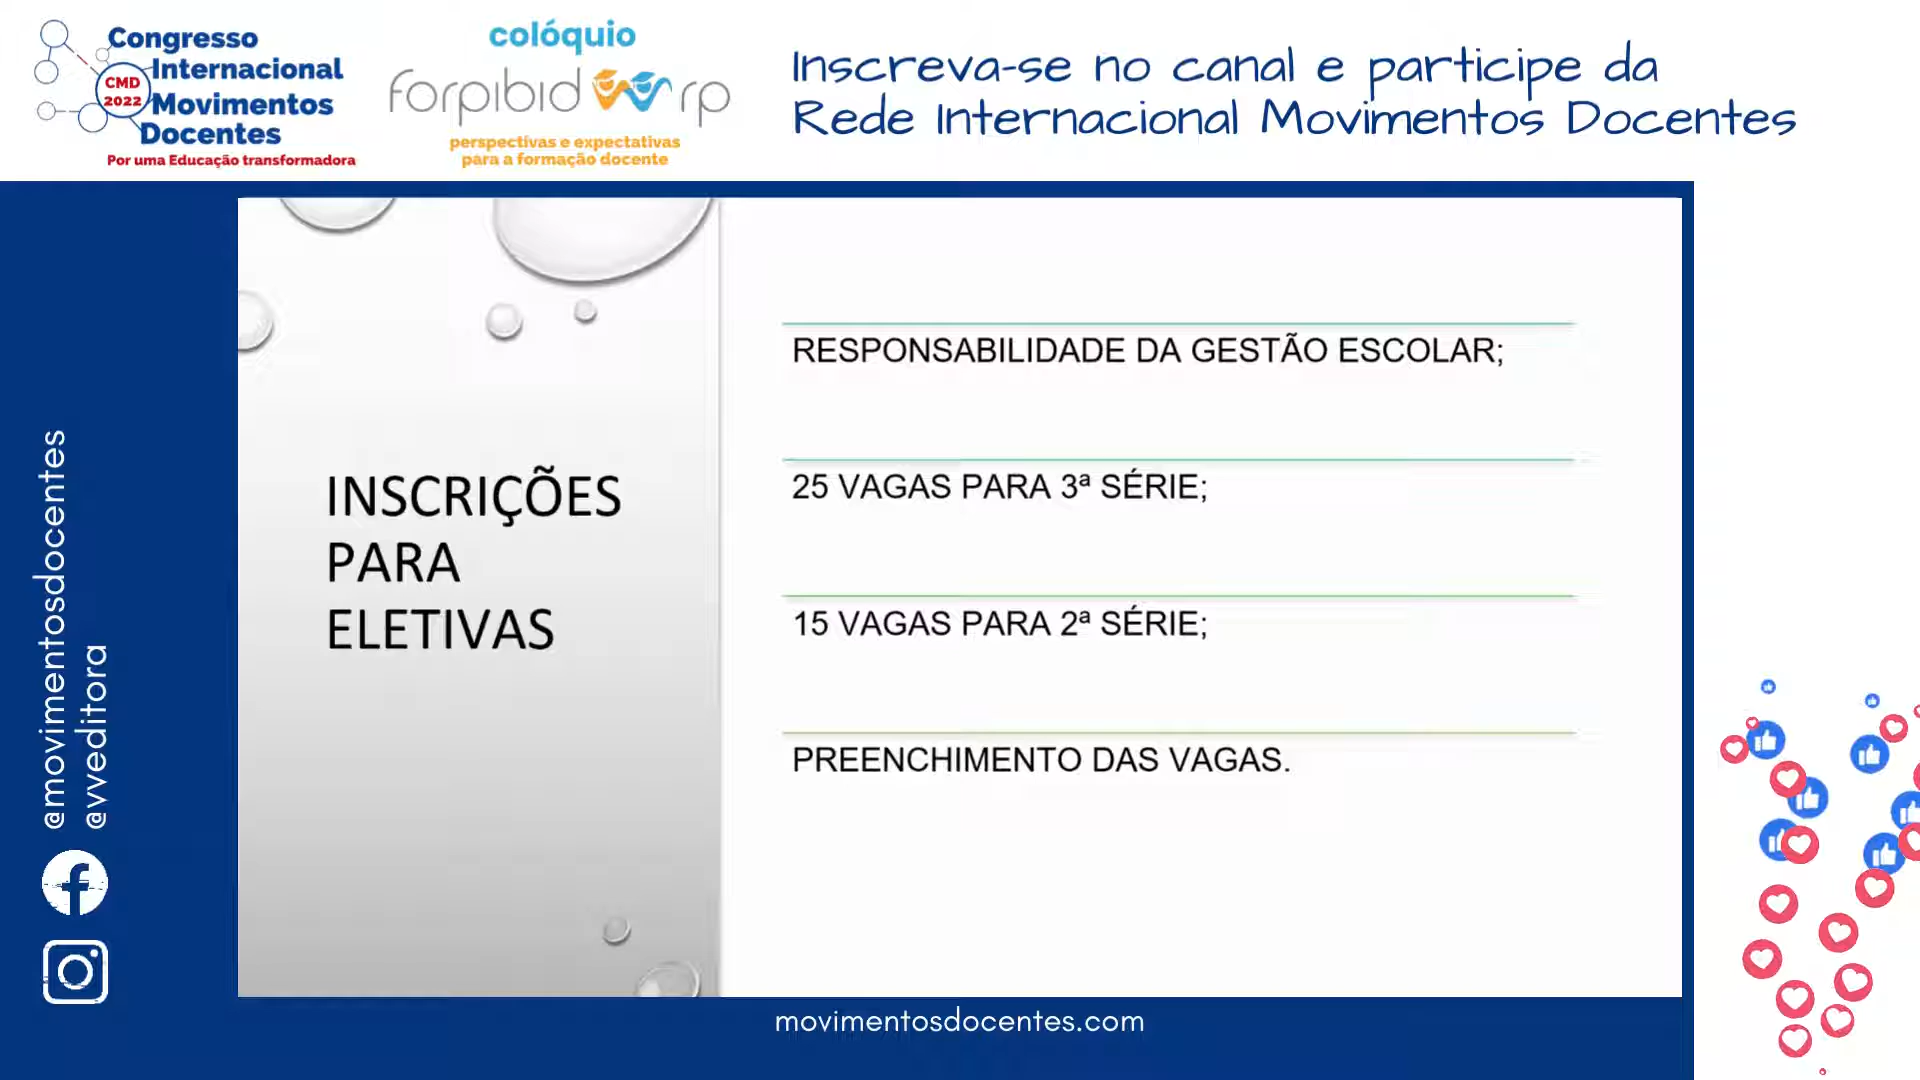 Congresso
Internacional
CMD
2022
Movimentos
Docentes
Por uma Educação transformadora
colóquio
forpibid rp
perspectivas e expectativas
para a formação docente
Inscreva-se no canal e participe da
Rede Internacional Movimentos Docentes
INSCRIÇÕES
PARA
ELETIVAS
RESPONSABILIDADE DA GESTÃO ESCOLAR;
25 VAGAS PARA 3ª SÉRIE;
15 VAGAS PARA 2ª SÉRIE;
PREENCHIMENTO DAS VAGAS.
@movimentosdocentes
@vveditora
movimentosdocentes.com